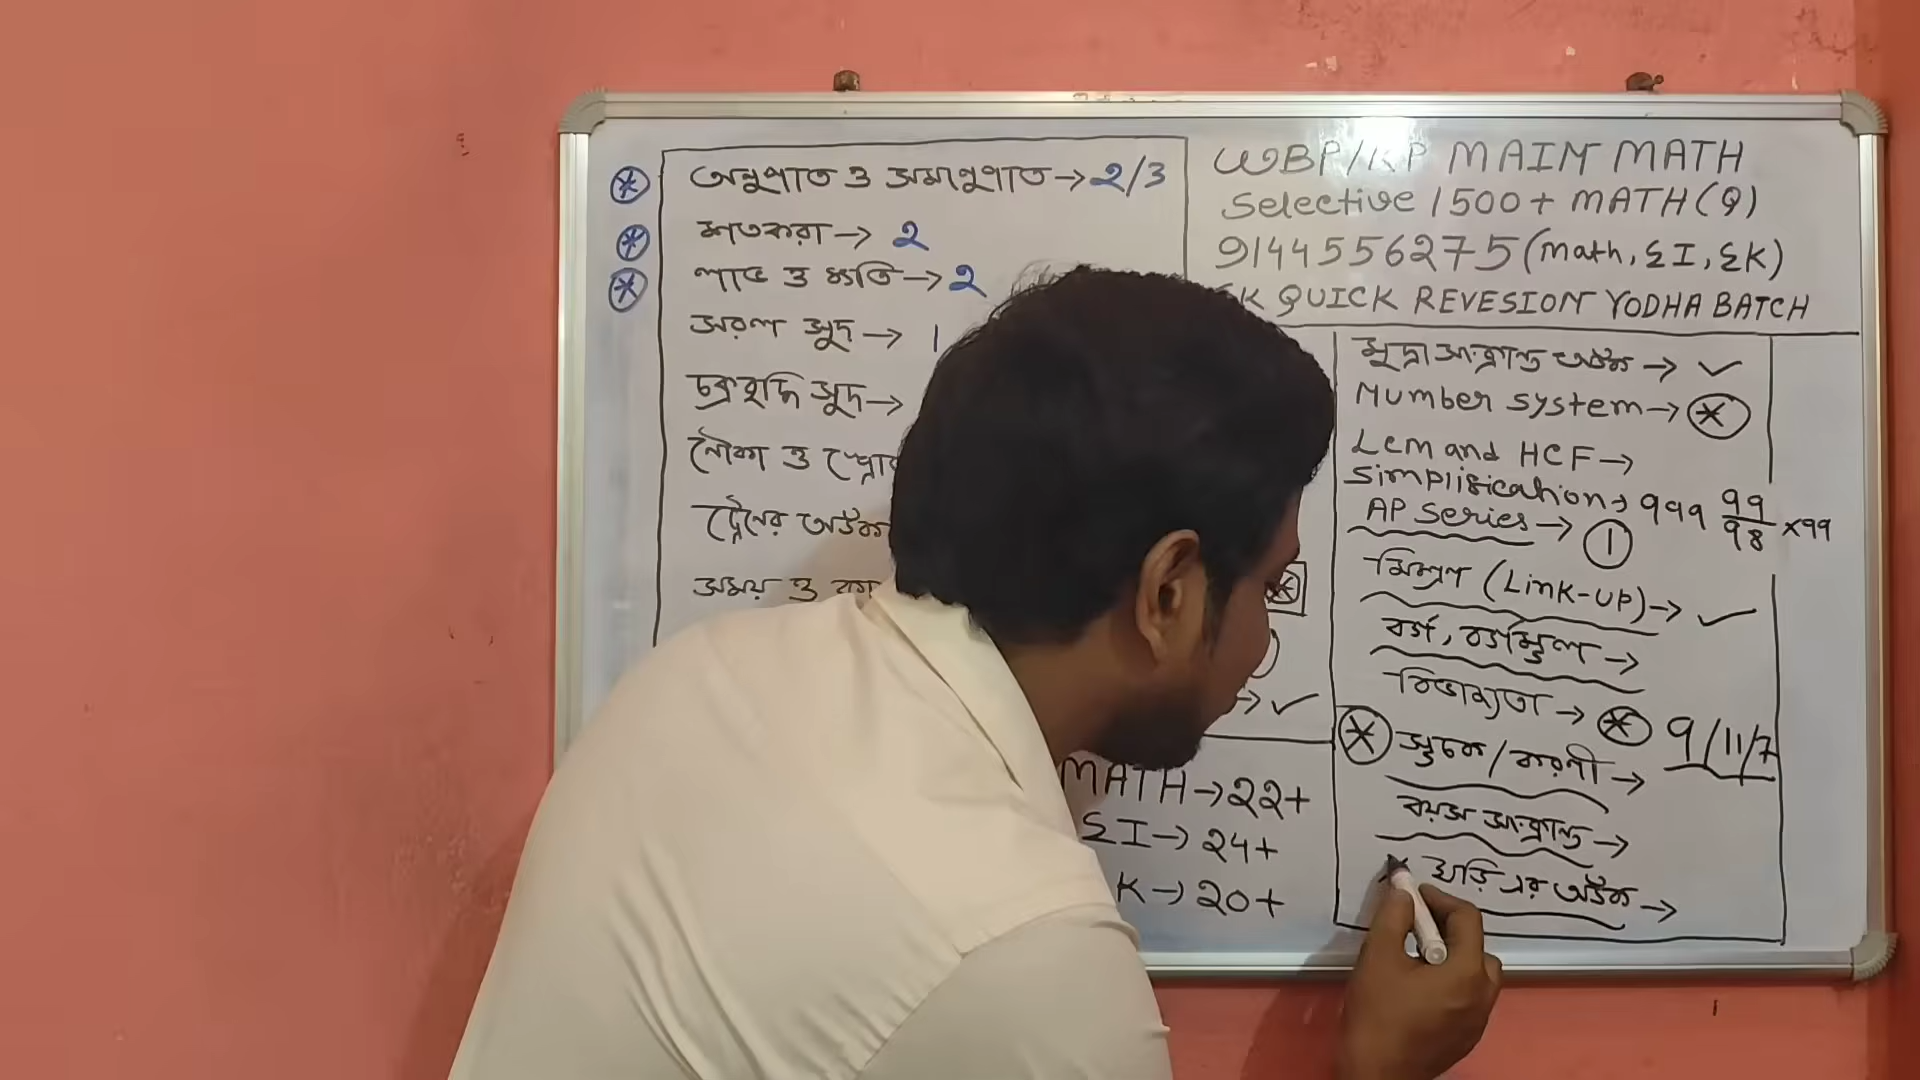 অনুপাত ও সমানুপাত → 2/3
শতকরা → 2
লাভ ও ক্ষতি → 2
সরল সুদ → 1
চক্রবৃদ্ধি সুদ →
নৌকা ও
ট্রেনের অঙ্ক
সময় ও
WBP/KP MAIN MATH
Selective 1500+ MATH(Q)
9144556275 (Math, GI, GK)
GK QUICK REVESION YODHA BATCH
মুদ্রা সংক্রান্ত অঙ্ক → ✓
Number system → *
Lcm and HCF →
Simplification → 999 99/98 ×99
AP Series → 1
মিশ্রণ (Link-up) → ✓
বর্গ, বর্গমুল →
বিভাজ্যতা → * 9/11/7
* সুচক/করণী →
বয়স সংক্রান্ত →
* ঘড়ি এর অঙ্ক →
MATH → 22+
GI → 24+
K → 20+